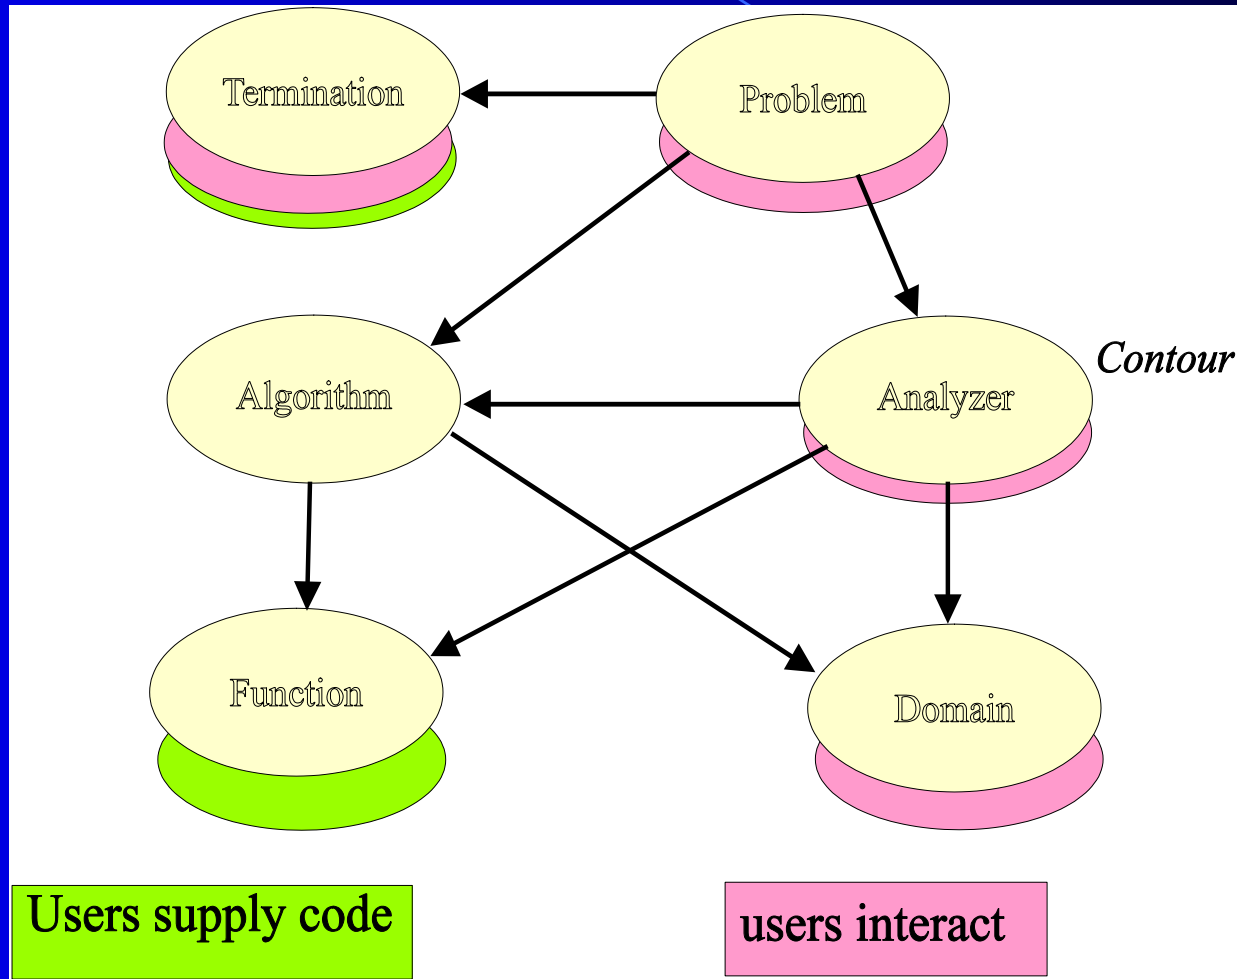 Termination
Problem
Contour
Algorithm
Analyzer
Function
Domain
Users supply code
users interact